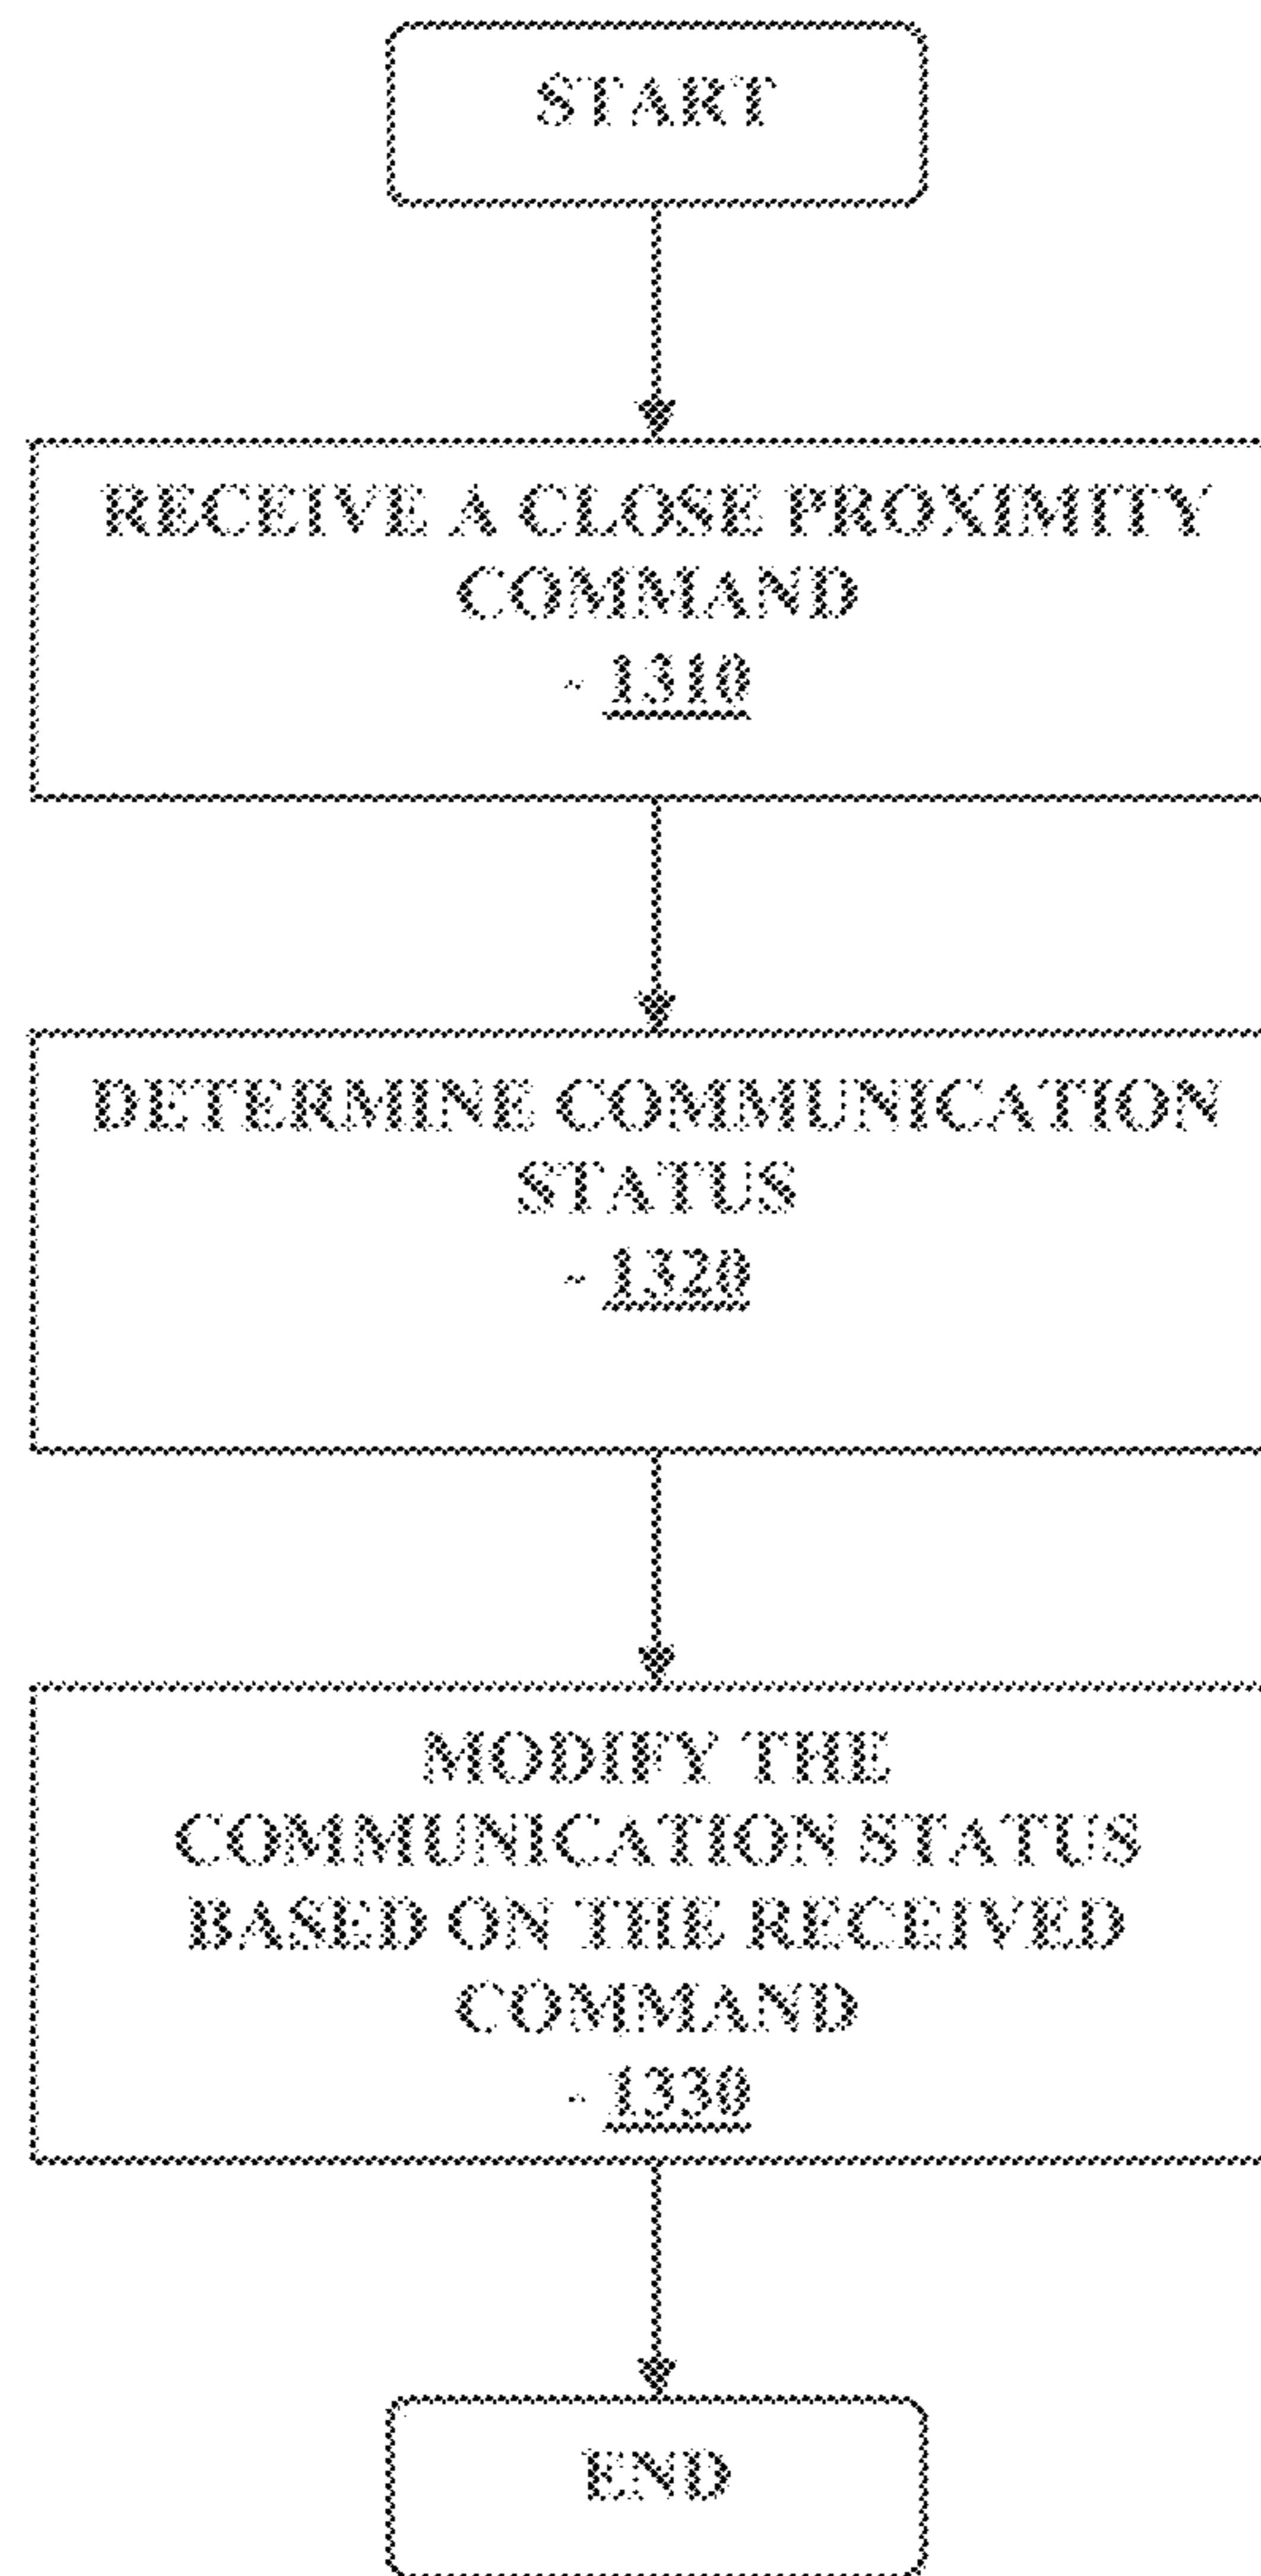 START
RECEIVE A CLOSE PROXIMITY
COMMAND
- 1310
DETERMINE COMMUNICATION
STATUS
- 1320
MODIFY THE
COMMUNICATION STATUS
BASED ON THE RECEIVED
COMMAND
- 1330
END